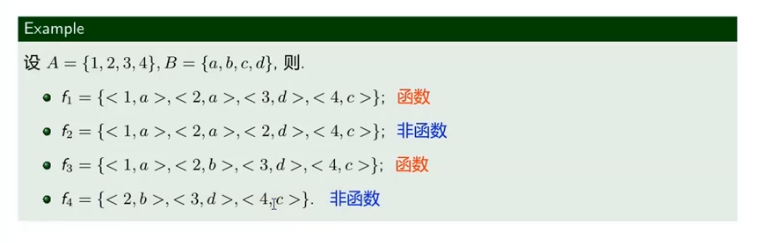 Example
设 A = {1, 2, 3, 4}, B = {a, b, c, d}, 则.
f₁ = {< 1, a >, < 2, a >, < 3, d >, < 4, c >}; 函数
f₂ = {< 1, a >, < 2, a >, < 2, d >, < 4, c >}; 非函数
f₃ = {< 1, a >, < 2, b >, < 3, d >, < 4, c >}; 函数
f₄ = {< 2, b >, < 3, d >, < 4, c >}. 非函数